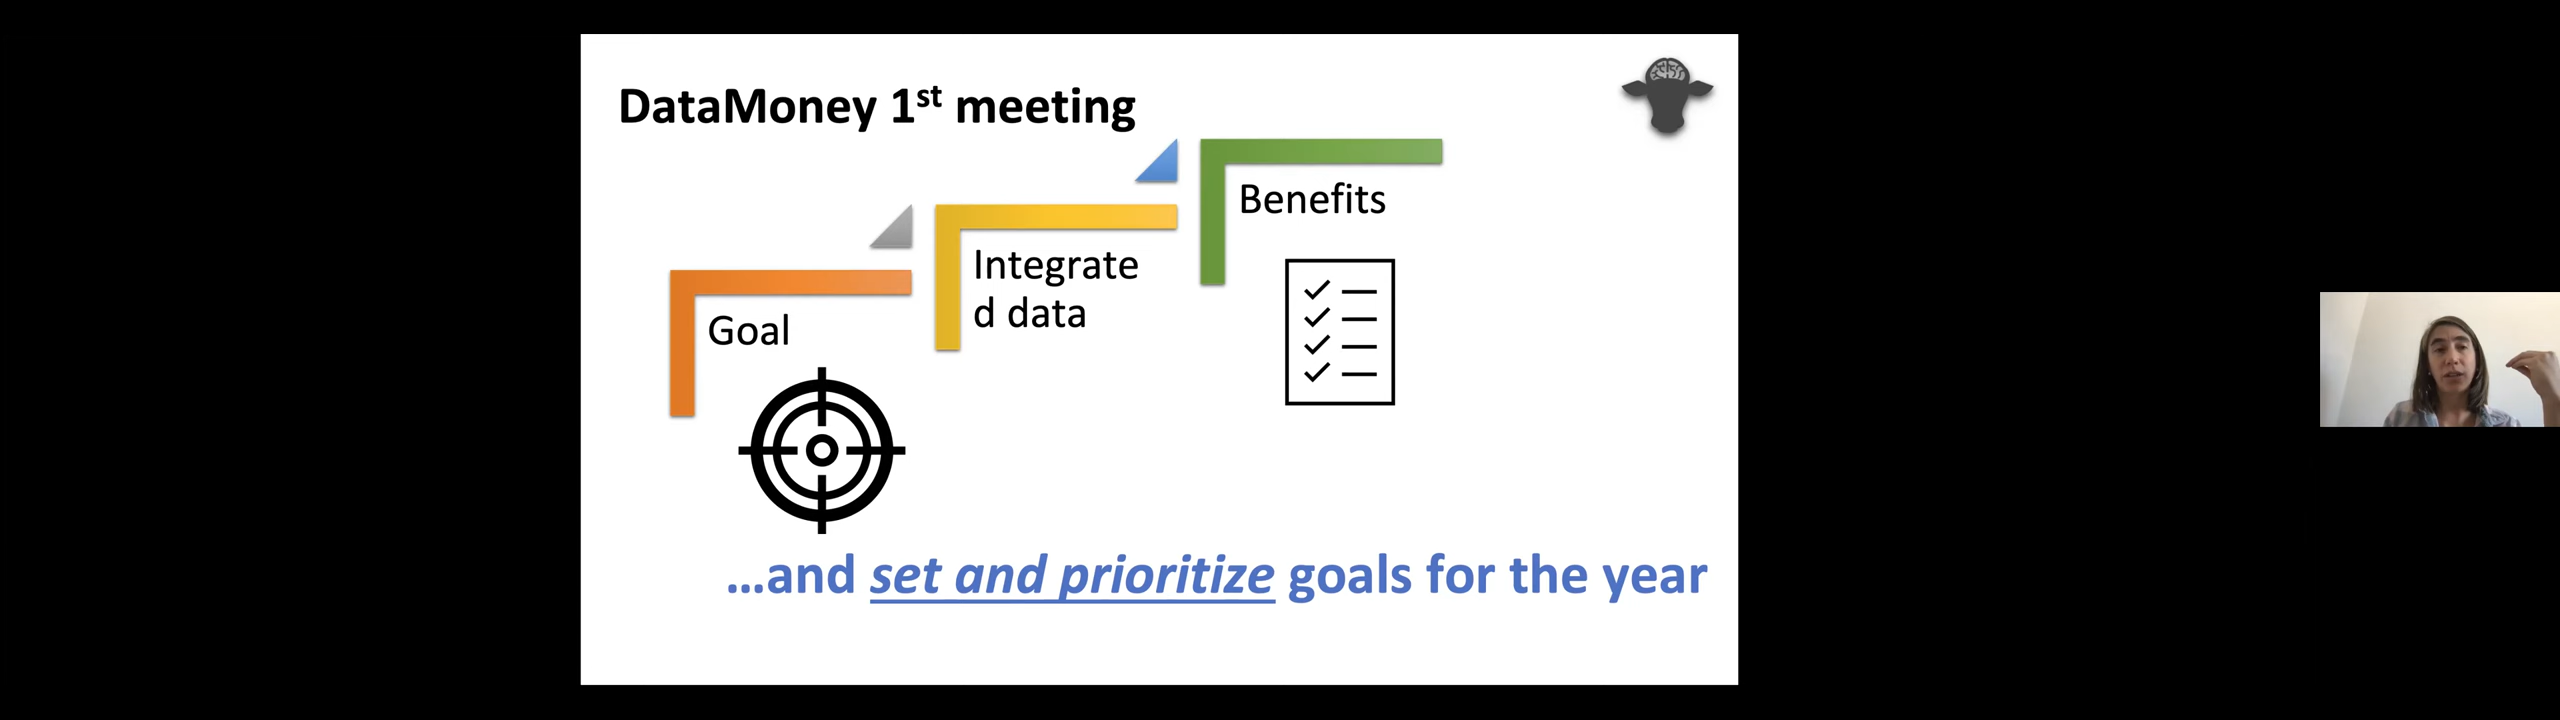 DataMoney 1st meeting
Benefits
Integrate
d data
Goal
...and set and prioritize goals for the year